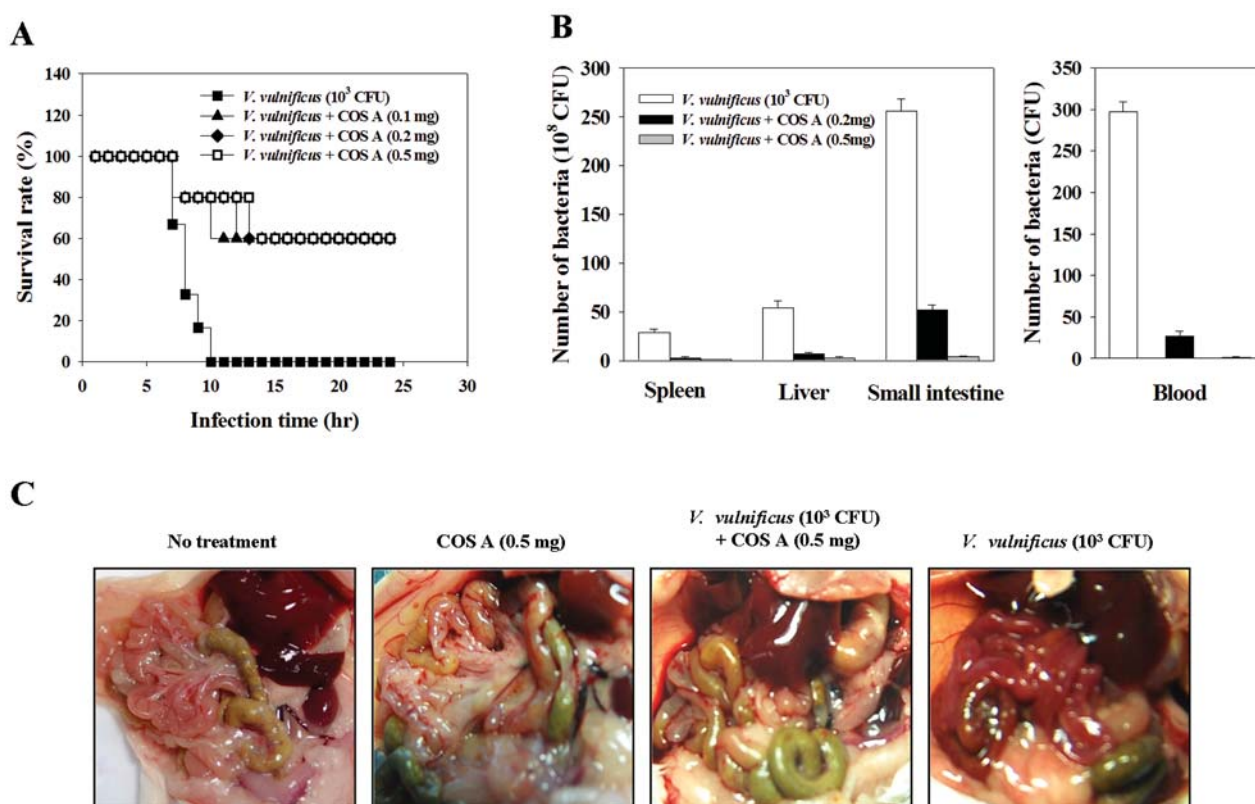 A
Survival rate (%)
140
120
100
80
60
40
20
0
0 5 10 15 20 25 30
Infection time (hr)
V. vulnificus (10³ CFU)
V. vulnificus + COS A (0.1 mg)
V. vulnificus + COS A (0.2 mg)
V. vulnificus + COS A (0.5 mg)
B
Number of bacteria (10⁸ CFU)
300
250
200
150
100
50
0
V. vulnificus (10³ CFU)
V. vulnificus + COS A (0.2mg)
V. vulnificus + COS A (0.5mg)
Spleen Liver Small intestine
Number of bacteria (CFU)
350
300
250
200
150
100
50
0
Blood
C
No treatment
COS A (0.5 mg)
V. vulnificus (10³ CFU)
+ COS A (0.5 mg)
V. vulnificus (10³ CFU)